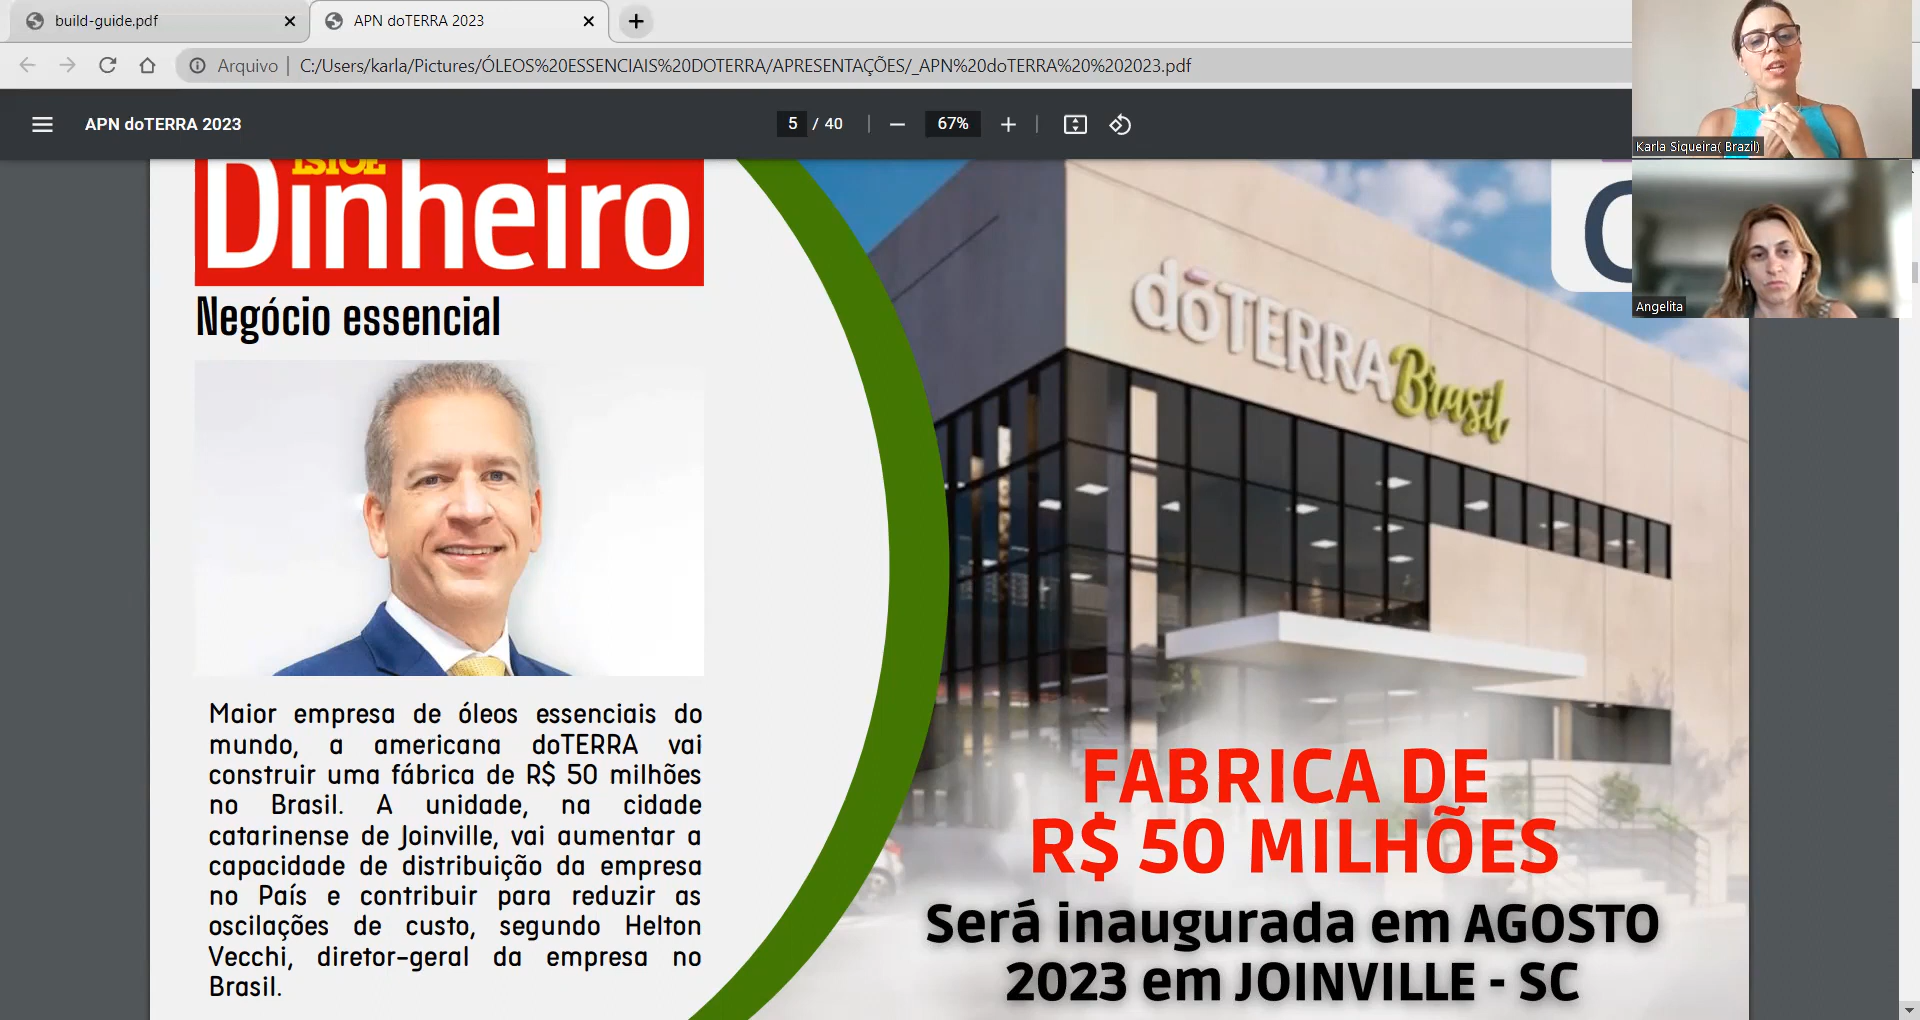 build-guide.pdf
APN doTERRA 2023
Arquivo
C:/Users/karla/Pictures/ÓLEOS%20ESSENCIAIS%20DOTERRA/APRESENTAÇÕES/_APN%20doTERRA%20%202023.pdf
APN doTERRA 2023
5 / 40
67%
Karla Siqueira( Brazil)
Angelita
ISTOÉ
Dinheiro
Negócio essencial
Maior empresa de óleos essenciais do
mundo, a americana doTERRA vai
construir uma fábrica de R$ 50 milhões
no Brasil. A unidade, na cidade
catarinense de Joinville, vai aumentar a
capacidade de distribuição da empresa
no País e contribuir para reduzir as
oscilações de custo, segundo Helton
Vecchi, diretor-geral da empresa no
Brasil.
dōTERRA Brasil
FABRICA DE
R$ 50 MILHÕES
Será inaugurada em AGOSTO
2023 em JOINVILLE - SC